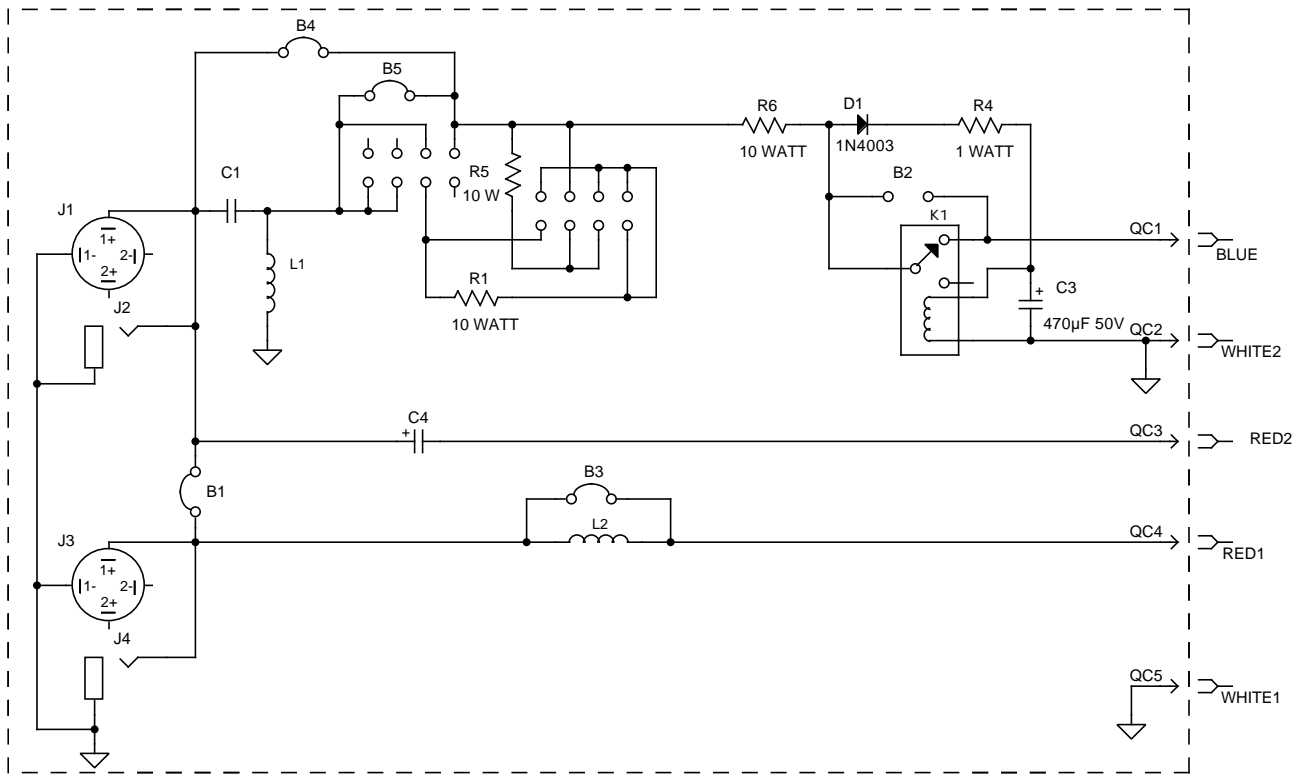 B4
B5
R6
D1
R4
10 WATT
1N4003
1 WATT
C1
R5
10 W
B2
K1
J1
1+
1-
2-
2+
L1
QC1
BLUE
R1
10 WATT
+
C3
470µF 50V
J2
QC2
WHITE2
C4
+
QC3
RED2
B1
B3
L2
J3
1+
1-
2-
2+
QC4
RED1
J4
QC5
WHITE1